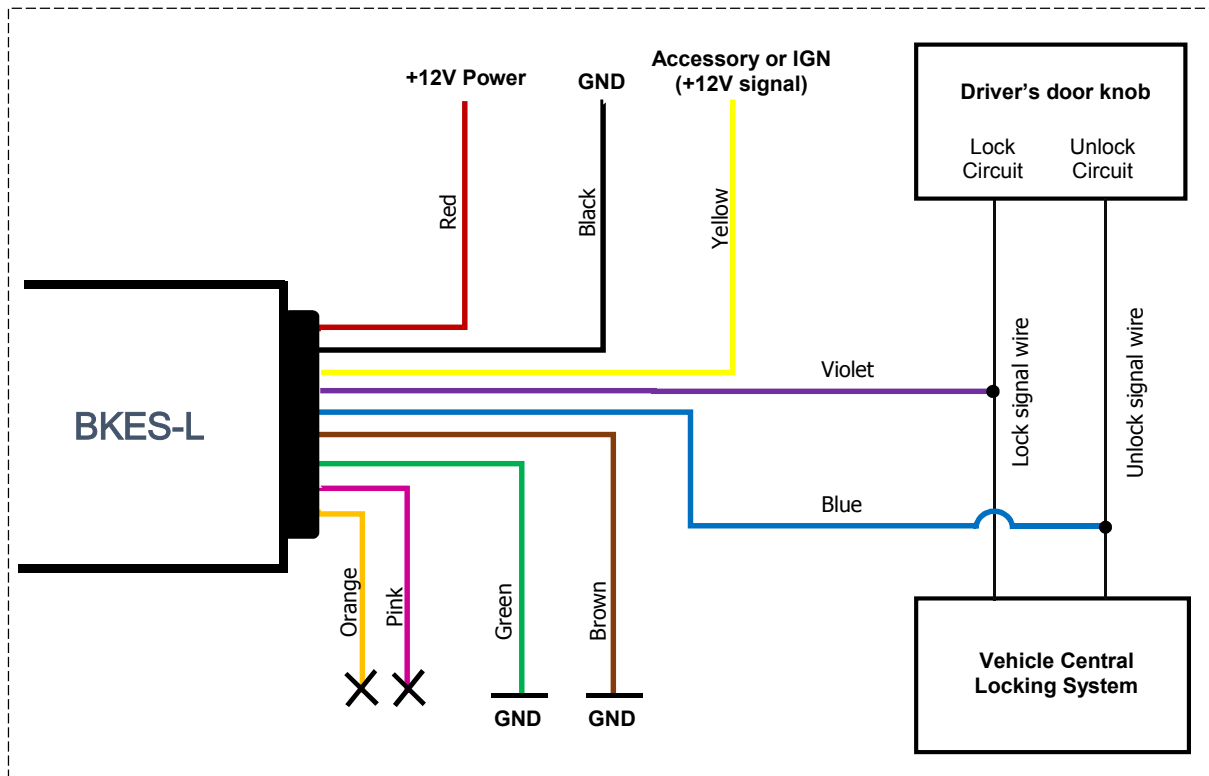 +12V Power
GND
Accessory or IGN
(+12V signal)
Driver's door knob
Lock
Circuit
Unlock
Circuit
Red
Black
Yellow
Violet
Lock signal wire
Unlock signal wire
BKES-L
Blue
Orange
Pink
Green
Brown
GND
GND
Vehicle Central
Locking System